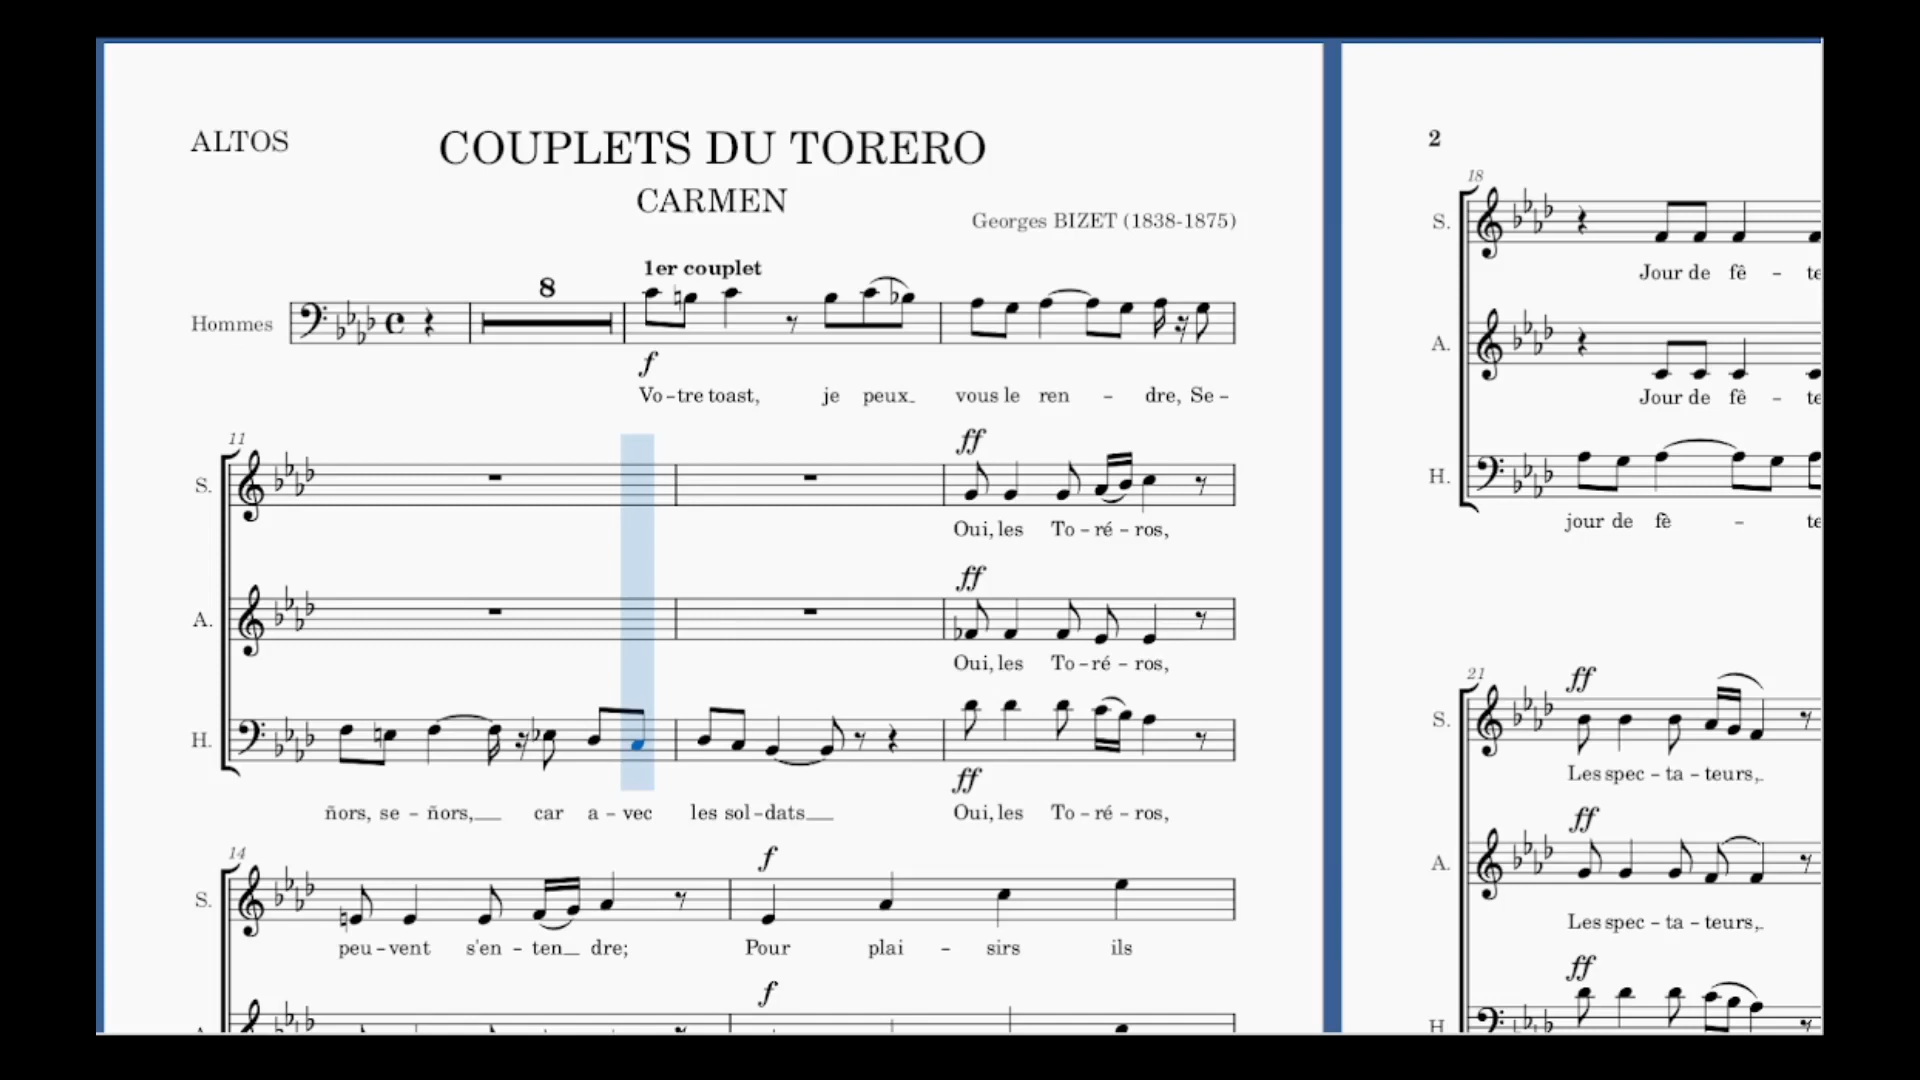 ALTOS
COUPLETS DU TORERO
CARMEN
Georges BIZET (1838-1875)
1er couplet
8
Hommes
f
Vo-tre toast, je peux_ vous le ren - dre, Se-
11
ff
S.
Oui, les To-ré-ros,
ff
A.
Oui, les To-ré-ros,
H.
ff
ñors, se-ñors,__ car a-vec les sol-dats__ Oui, les To-ré-ros,
14
f
S.
peu-vent s'en-ten_ dre; Pour plai - sirs ils
f
2
18
S.
Jour de fê - te
A.
Jour de fê - te
H.
jour de fê - te
21
ff
S.
Les spec-ta-teurs,_
ff
A.
Les spec-ta-teurs,_
ff
H